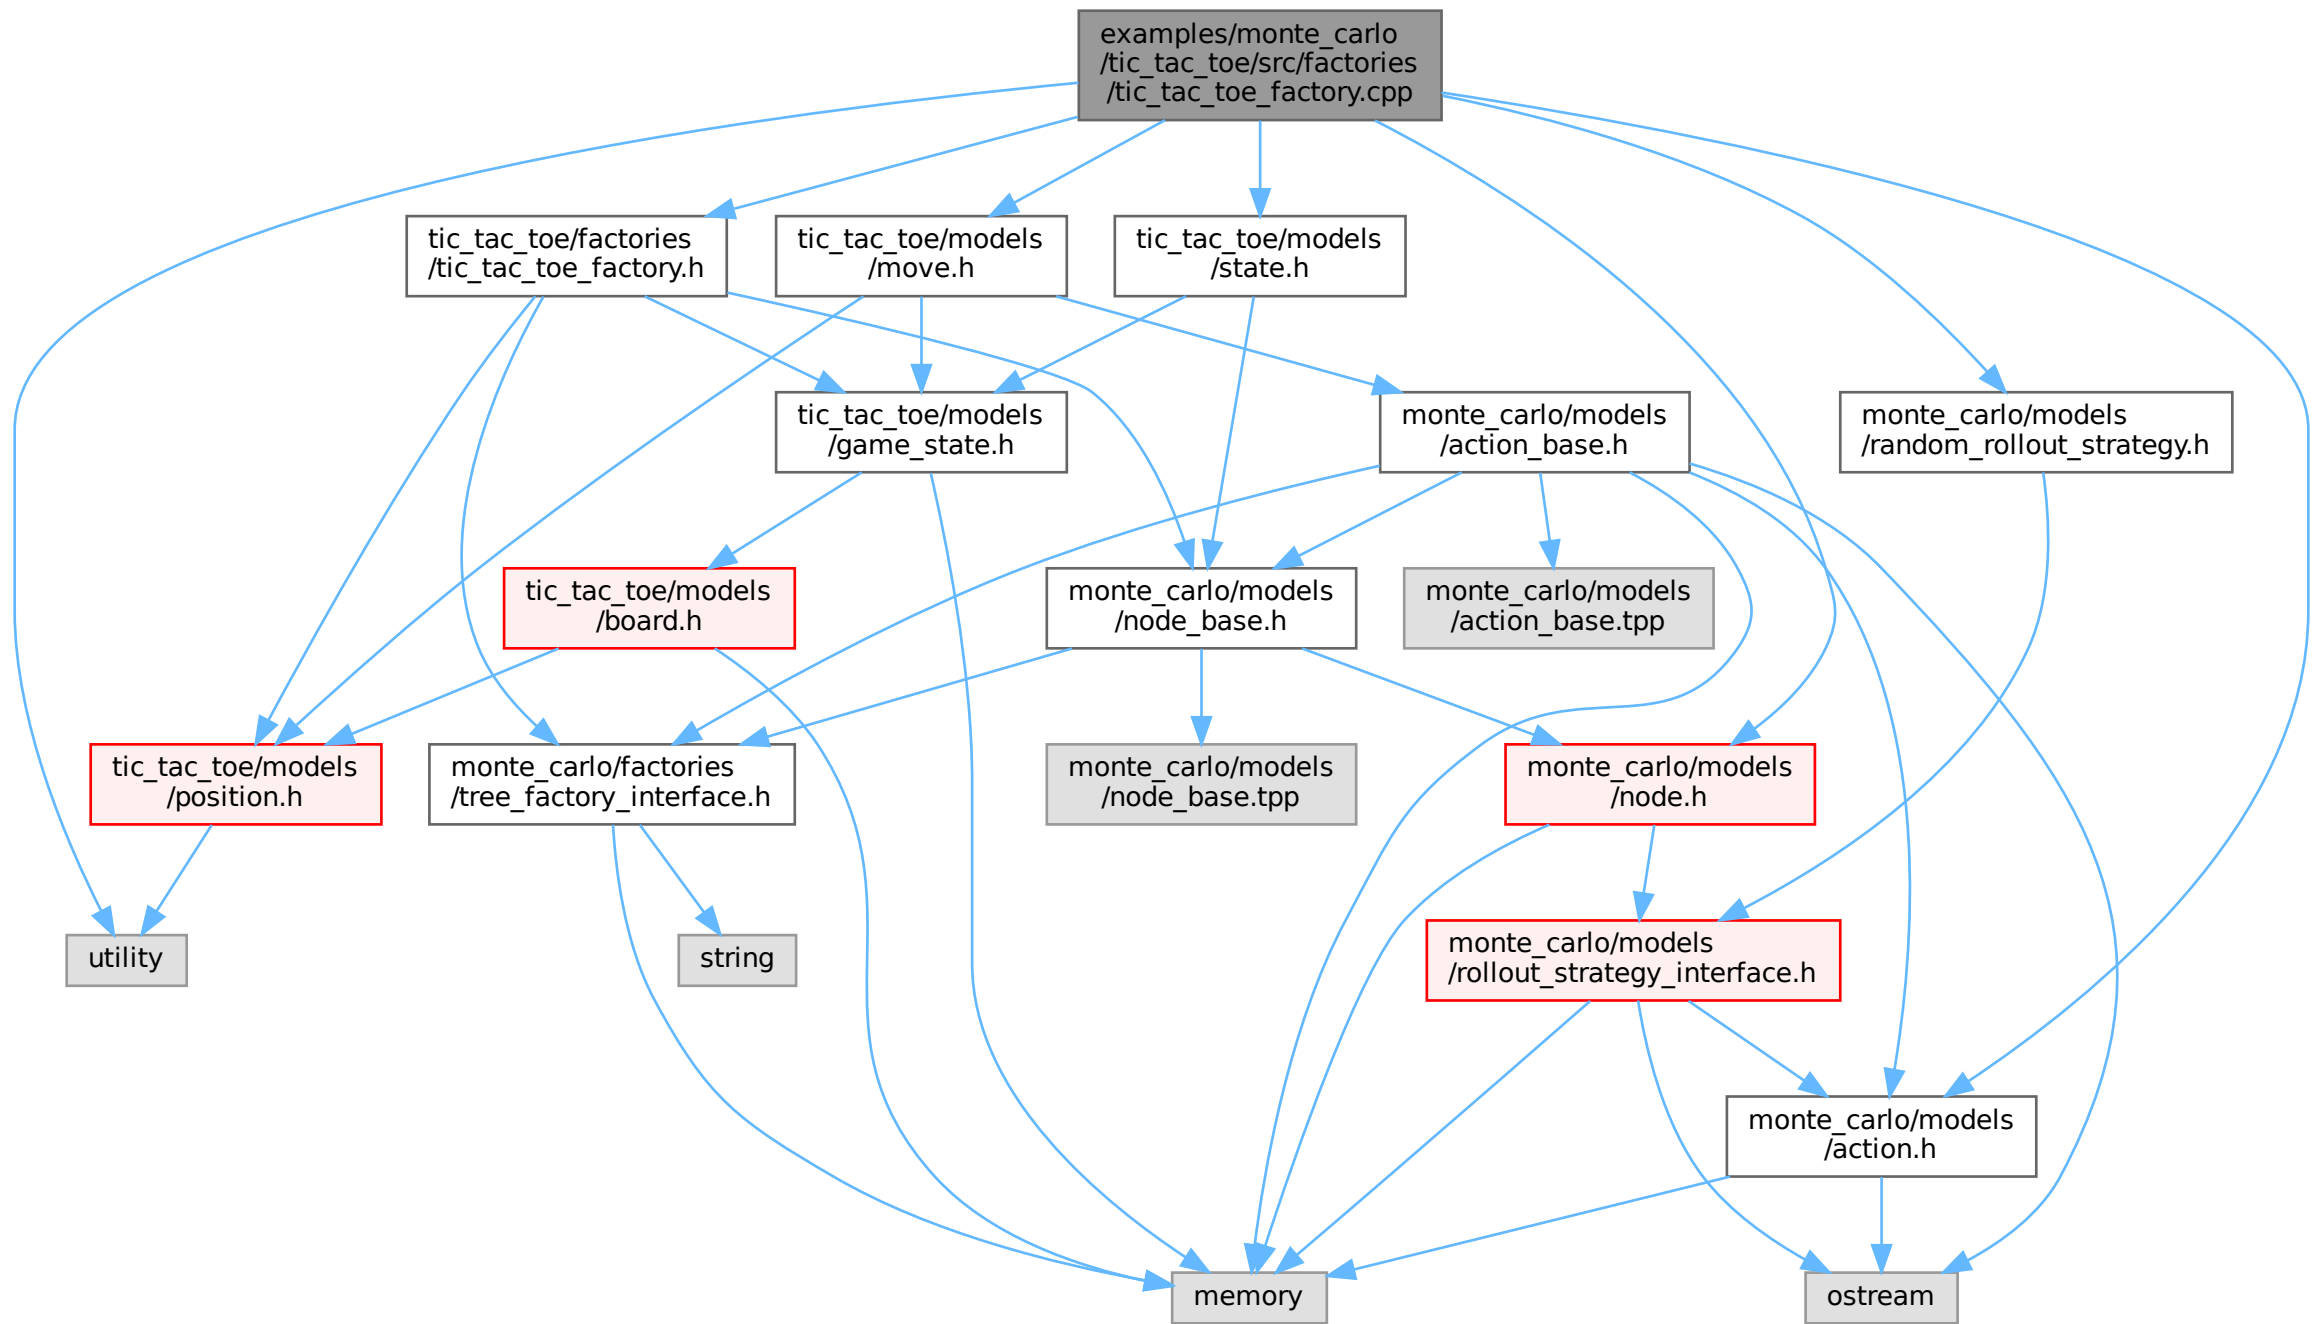 examples/monte_carlo
/tic_tac_toe/src/factories
/tic_tac_toe_factory.cpp
tic_tac_toe/factories
/tic_tac_toe_factory.h
tic_tac_toe/models
/move.h
tic_tac_toe/models
/state.h
tic_tac_toe/models
/game_state.h
monte_carlo/models
/action_base.h
monte_carlo/models
/random_rollout_strategy.h
tic_tac_toe/models
/board.h
monte_carlo/models
/node_base.h
monte_carlo/models
/action_base.tpp
tic_tac_toe/models
/position.h
monte_carlo/factories
/tree_factory_interface.h
monte_carlo/models
/node_base.tpp
monte_carlo/models
/node.h
utility
string
monte_carlo/models
/rollout_strategy_interface.h
monte_carlo/models
/action.h
memory
ostream